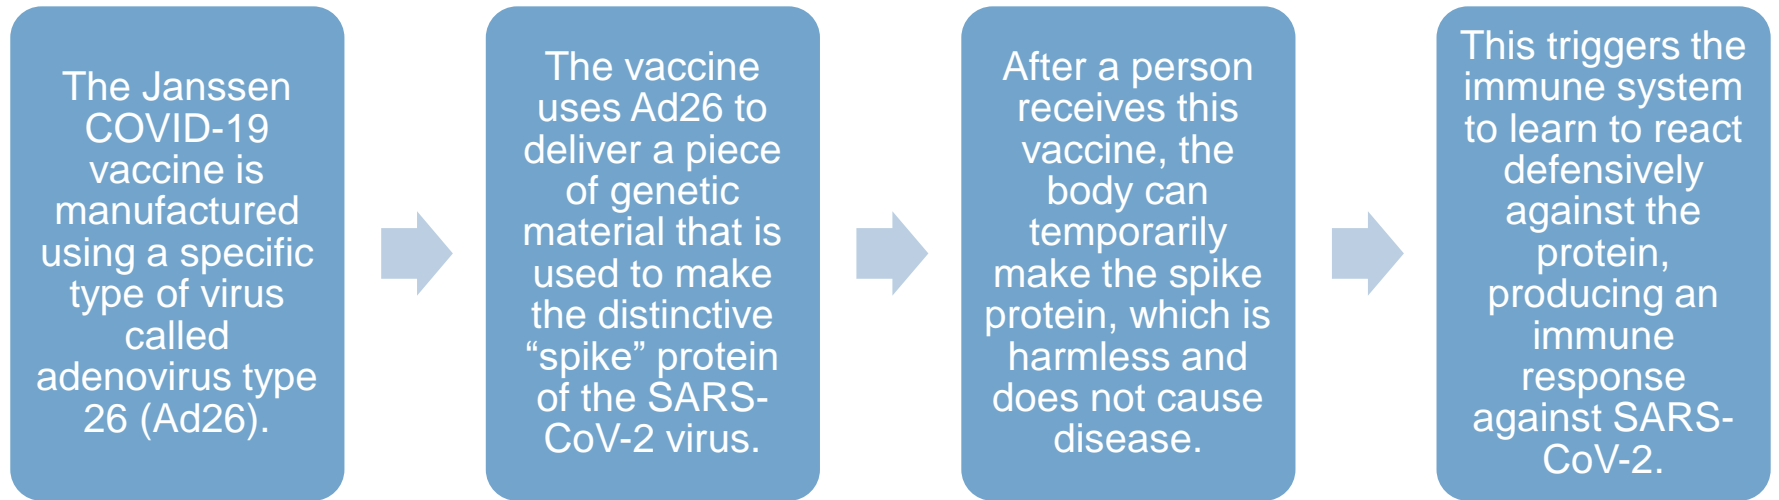 The Janssen
COVID-19
vaccine is
manufactured
using a specific
type of virus
called
adenovirus type
26 (Ad26).
The vaccine
uses Ad26 to
deliver a piece
of genetic
material that is
used to make
the distinctive
“spike” protein
of the SARS-
CoV-2 virus.
After a person
receives this
vaccine, the
body can
temporarily
make the spike
protein, which is
harmless and
does not cause
disease.
This triggers the
immune system
to learn to react
defensively
against the
protein,
producing an
immune
response
against SARS-
CoV-2.